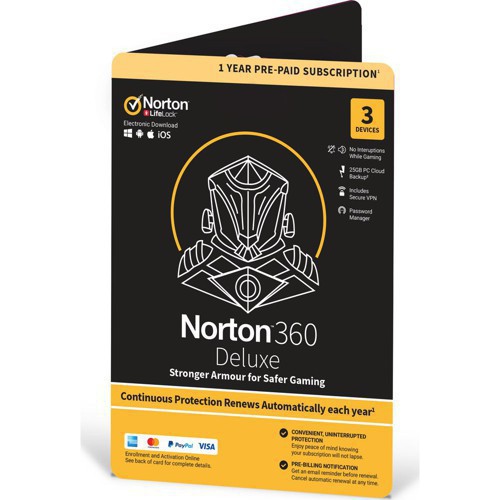 1 YEAR PRE-PAID SUBSCRIPTION¹
Norton
LifeLock
Electronic Download
iOS
3
DEVICES
No Interuptions
While Gaming
25GB PC Cloud
Backup‡
Includes
Secure VPN
Password
Manager
Norton 360
Deluxe
Stronger Armour for Safer Gaming
Continuous Protection Renews Automatically each year¹
PayPal
VISA
Enrollment and Activation Online
See back of card for complete details.
CONVENIENT, UNINTERRUPTED
PROTECTION
Enjoy peace of mind knowing
your subscription will not lapse.
PRE-BILLING NOTIFICATION
Get an email reminder before renewal.
Cancel automatic renewal at any time.